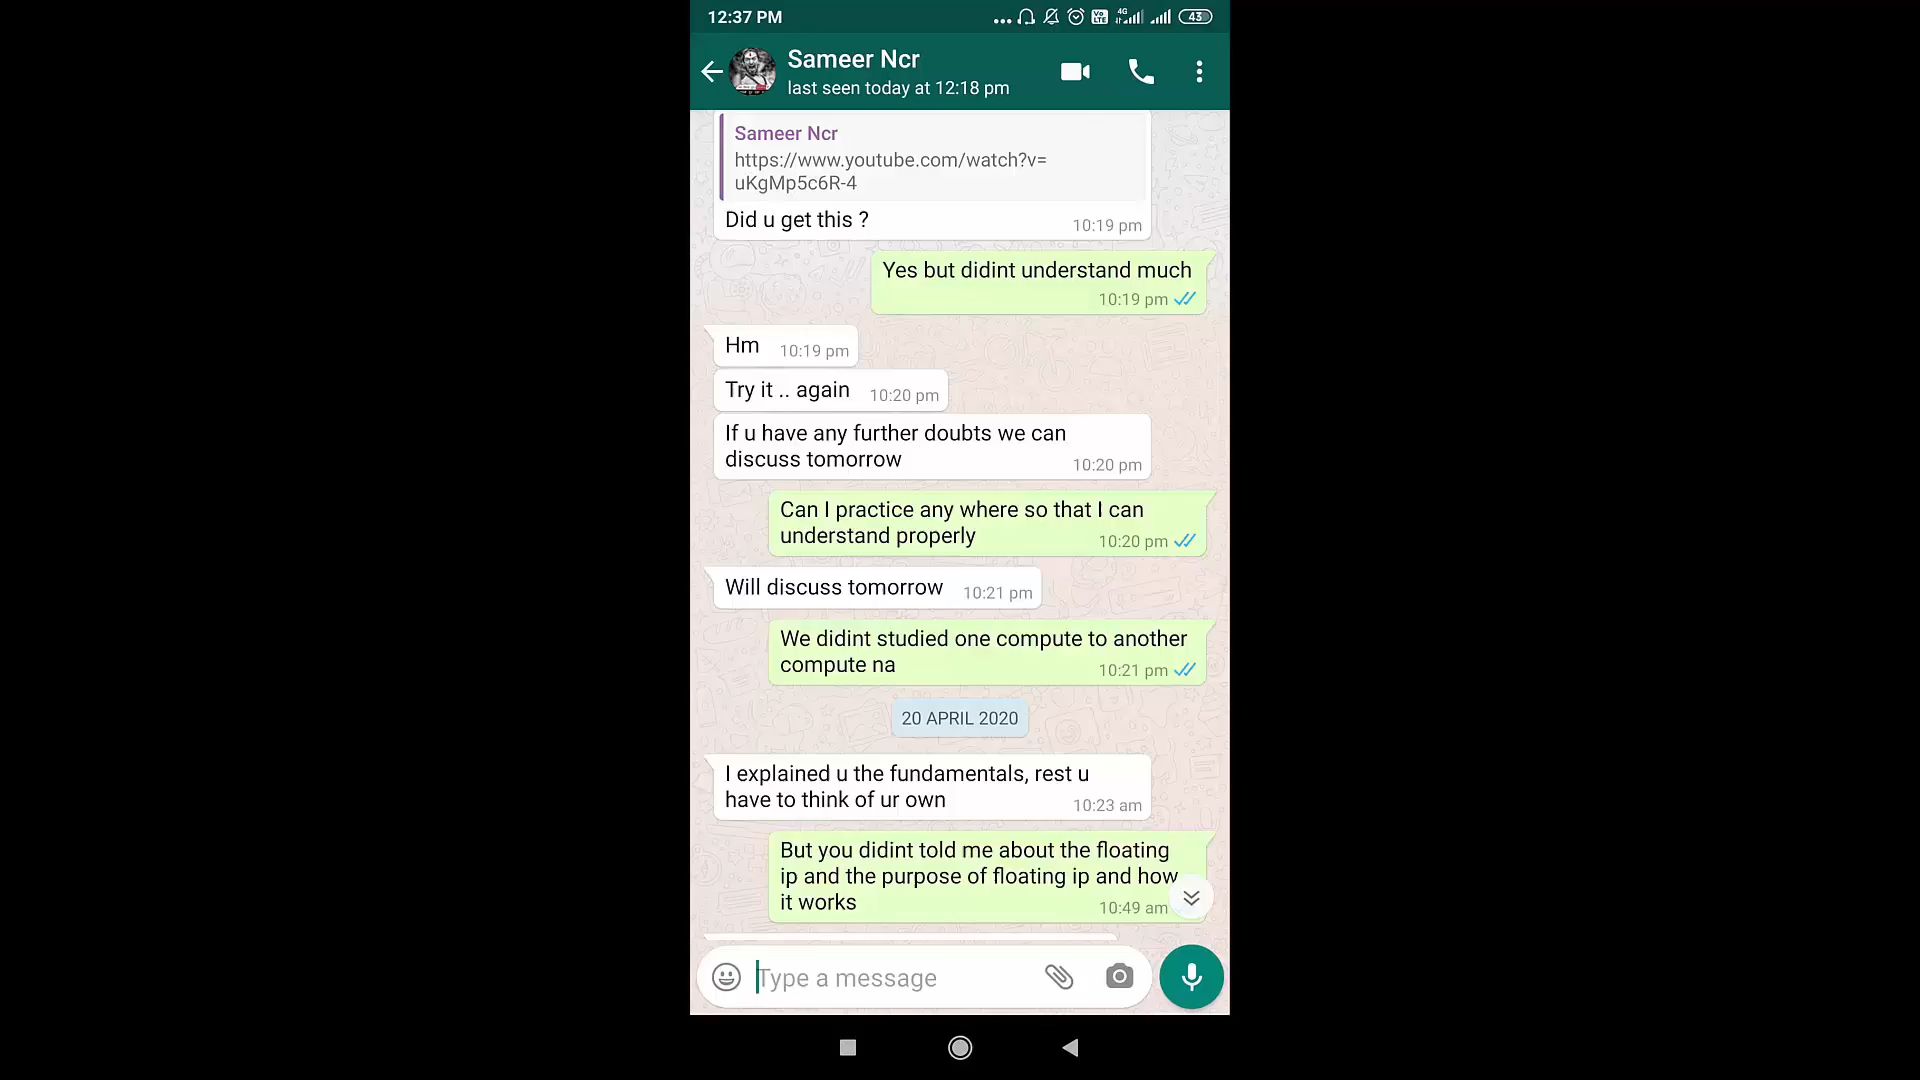 12:37 PM
4G
Vo
LTE
43
Sameer Ncr
last seen today at 12:18 pm
Sameer Ncr
https://www.youtube.com/watch?v=
uKgMp5c6R-4
Did u get this ?
10:19 pm
Yes but didint understand much
10:19 pm
Hm 10:19 pm
Try it .. again 10:20 pm
If u have any further doubts we can
discuss tomorrow 10:20 pm
Can I practice any where so that I can
understand properly 10:20 pm
Will discuss tomorrow 10:21 pm
We didint studied one compute to another
compute na 10:21 pm
20 APRIL 2020
I explained u the fundamentals, rest u
have to think of ur own 10:23 am
But you didint told me about the floating
ip and the purpose of floating ip and how
it works 10:49 am
Type a message